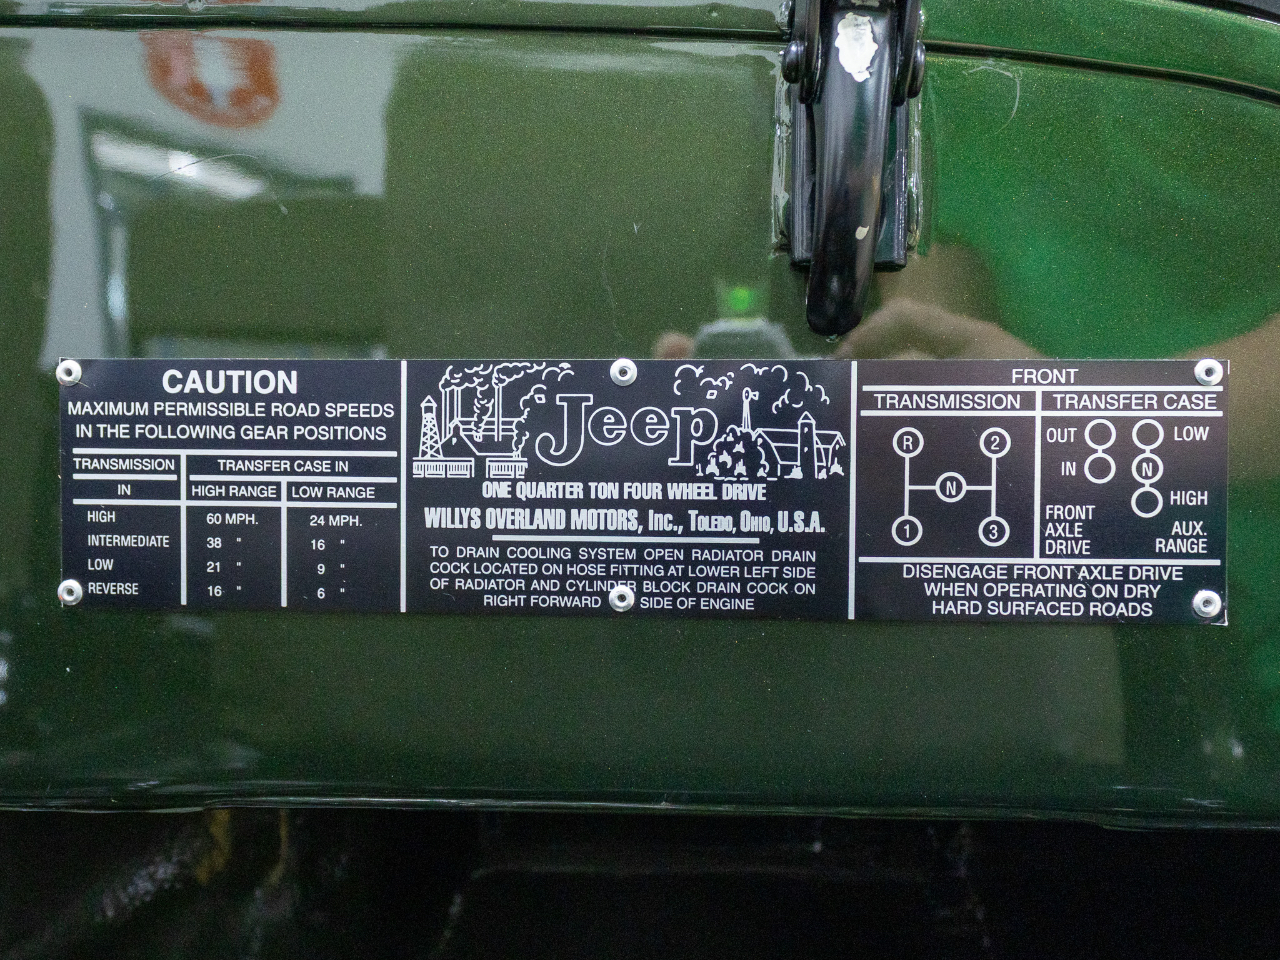 CAUTION
MAXIMUM PERMISSIBLE ROAD SPEEDS
IN THE FOLLOWING GEAR POSITIONS
TRANSMISSION TRANSFER CASE IN
IN HIGH RANGE LOW RANGE
HIGH 60 MPH. 24 MPH.
INTERMEDIATE 38 " 16 "
LOW 21 " 9 "
REVERSE 16 " 6 "
Jeep
ONE QUARTER TON FOUR WHEEL DRIVE
WILLYS OVERLAND MOTORS, Inc., TOLEDO, OHIO, U.S.A.
TO DRAIN COOLING SYSTEM OPEN RADIATOR DRAIN
COCK LOCATED ON HOSE FITTING AT LOWER LEFT SIDE
OF RADIATOR AND CYLINDER BLOCK DRAIN COCK ON
RIGHT FORWARD SIDE OF ENGINE
FRONT
TRANSMISSION TRANSFER CASE
R 2
N
1 3
OUT LOW
IN N
HIGH
FRONT
AXLE AUX.
DRIVE RANGE
DISENGAGE FRONT AXLE DRIVE
WHEN OPERATING ON DRY
HARD SURFACED ROADS